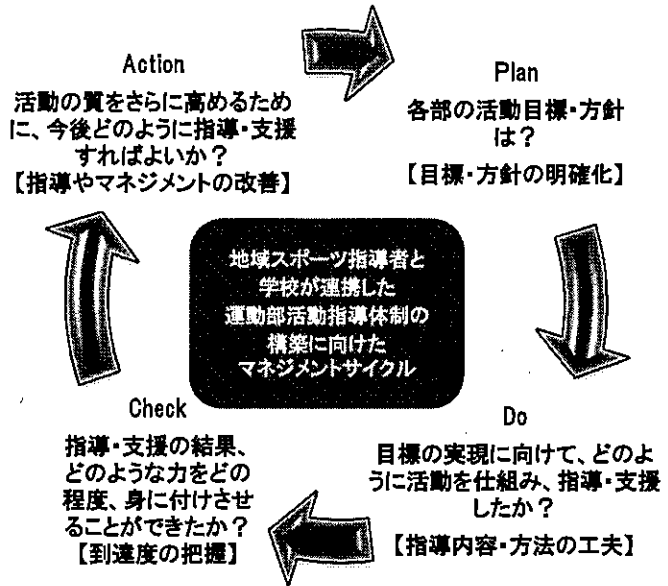 Action
活動の質をさらに高めるため
に、今後どのように指導・支援
すればよいか？
【指導やマネジメントの改善】
Plan
各部の活動目標・方針
は？
【目標・方針の明確化】
地域スポーツ指導者と
学校が連携した
運動部活動指導体制の
構築に向けた
マネジメントサイクル
Check
指導・支援の結果、
どのような力をどの
程度、身に付けさせ
ることができたか？
【到達度の把握】
Do
目標の実現に向けて、どのよ
うに活動を仕組み、指導・支援
したか？
【指導内容・方法の工夫】